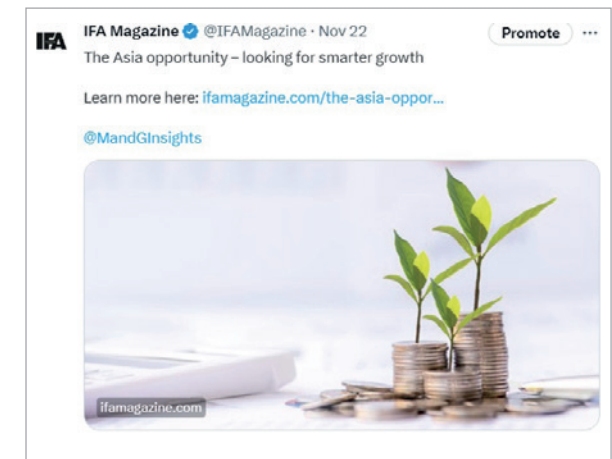 IFA
IFA Magazine @IFAMagazine · Nov 22
Promote ···
The Asia opportunity – looking for smarter growth
Learn more here: ifamagazine.com/the-asia-oppor...
@MandGInsights
ifamagazine.com